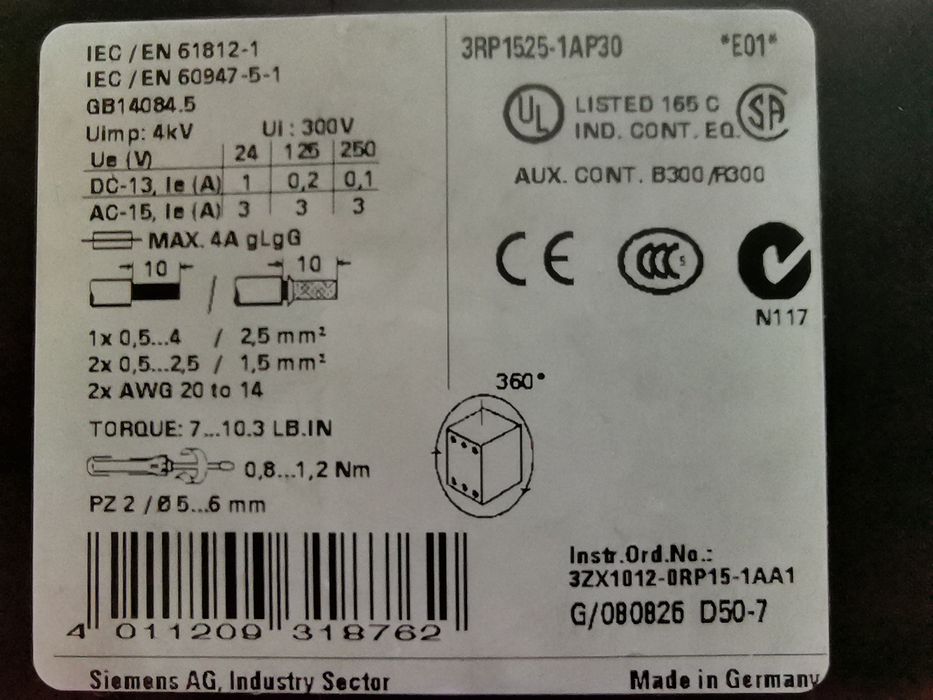 IEC / EN 61812-1
IEC / EN 60947-5-1
GB14084.5
Uimp: 4kV Ui : 300V
Ue (V) 24 125 250
DC-13, Ie (A) 1 0,2 0,1
AC-15, Ie (A) 3 3 3
MAX. 4A gLgG
10 / 10
1x 0,5...4 / 2,5 mm²
2x 0,5...2,5 / 1,5 mm²
2x AWG 20 to 14
TORQUE: 7...10.3 LB.IN
0,8...1,2 Nm
PZ 2 / Ø 5...6 mm
4 011209 318762
3RP1525-1AP30 *E01*
UL LISTED 165 C SA
IND. CONT. EQ.
AUX. CONT. B300/R300
CE CCC S
N117
360°
Instr.Ord.No.:
3ZX1012-0RP15-1AA1
G/080826 D50-7
Siemens AG, Industry Sector Made in Germany